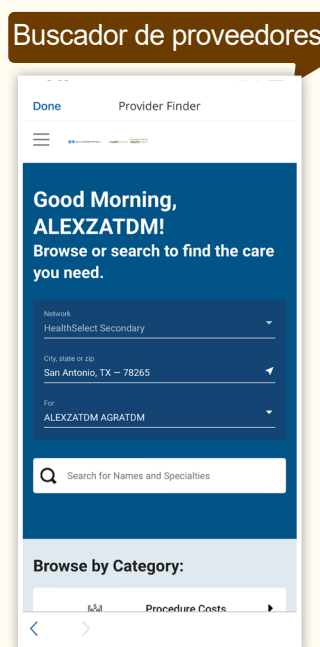 Buscador de proveedores
Done
Provider Finder
Good Morning,
ALEXZATDM!
Browse or search to find the care
you need.
Network
HealthSelect Secondary
City, state or zip
San Antonio, TX — 78265
For
ALEXZATDM AGRATDM
Search for Names and Specialties
Browse by Category:
Procedure Costs